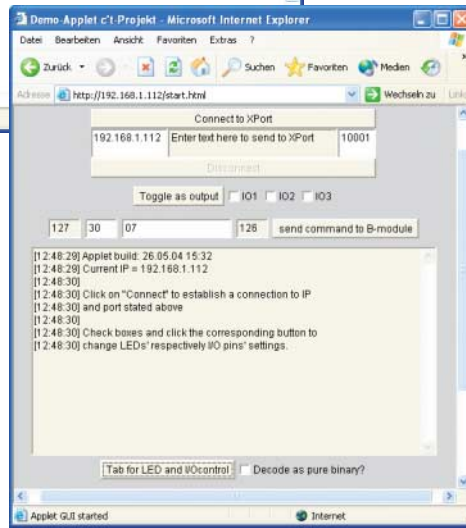 Demo-Applet c't-Projekt - Microsoft Internet Explorer
Datei Bearbeiten Ansicht Favoriten Extras ?
Zurück Suchen Favoriten Medien
Adresse http://192.168.1.112/start.html Wechseln zu Links
Connect to XPort
192.168.1.112 Enter text here to send to XPort 10001
Disconnect
Toggle as output IO1 IO2 IO3
127 30 07 126 send command to B-module
[12:48:29] Applet build: 26.05.04 15:32
[12:48:29] Current IP = 192.168.1.112
[12:48:30]
[12:48:30] Click on "Connect" to establish a connection to IP
[12:48:30] and port stated above
[12:48:30]
[12:48:30] Check boxes and click the corresponding button to
[12:48:30] change LEDs' respectively I/O pins' settings.
Tab for LED and I/Ocontrol Decode as pure binary?
Applet GUI started Internet